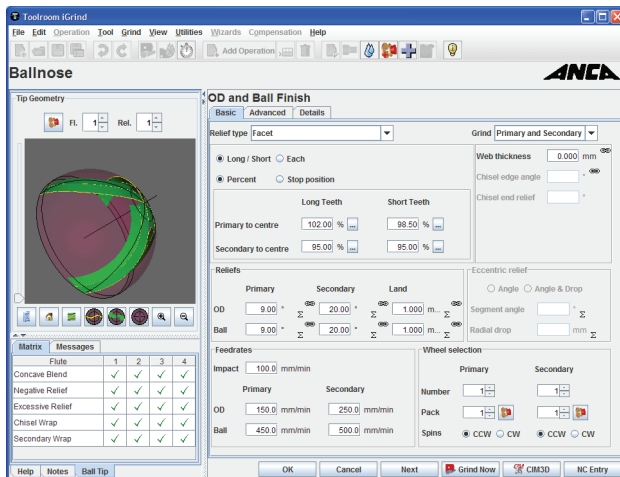 Toolroom iGrind
File Edit Operation Tool Grind View Utilities Wizards Compensation Help
Add Operation
Ballnose
ANCA
Tip Geometry
Fl. 1 Rel. 1
OD and Ball Finish
Basic Advanced Details
Relief type Facet Grind Primary and Secondary
Long / Short Each
Percent Stop position
Web thickness 0.000 mm
Chisel edge angle °
Chisel end relief °
Long Teeth Short Teeth
Primary to centre 102.00 % ... 98.50 % ...
Secondary to centre 95.00 % ... 95.00 % ...
Reliefs
Primary Secondary Land
OD 9.00 ° Σ 20.00 ° Σ 1.000 m... Σ
Ball 9.00 ° Σ 20.00 ° Σ 1.000 m... Σ
Eccentric relief
Angle Angle & Drop
Segment angle ° Σ
Radial drop mm Σ
Matrix Messages
Flute 1 2 3 4
Concave Blend ✓ ✓ ✓ ✓
Negative Relief ✓ ✓ ✓ ✓
Excessive Relief ✓ ✓ ✓ ✓
Chisel Wrap ✓ ✓ ✓ ✓
Secondary Wrap ✓ ✓ ✓ ✓
Help Notes Ball Tip
Feedrates
Impact 100.0 mm/min
Primary Secondary
OD 150.0 mm/min 250.0 mm/min
Ball 450.0 mm/min 500.0 mm/min
Wheel selection
Primary Secondary
Number 1 1
Pack 1 1
Spins CCW CW CCW CW
OK Cancel Next Grind Now CIM3D NC Entry